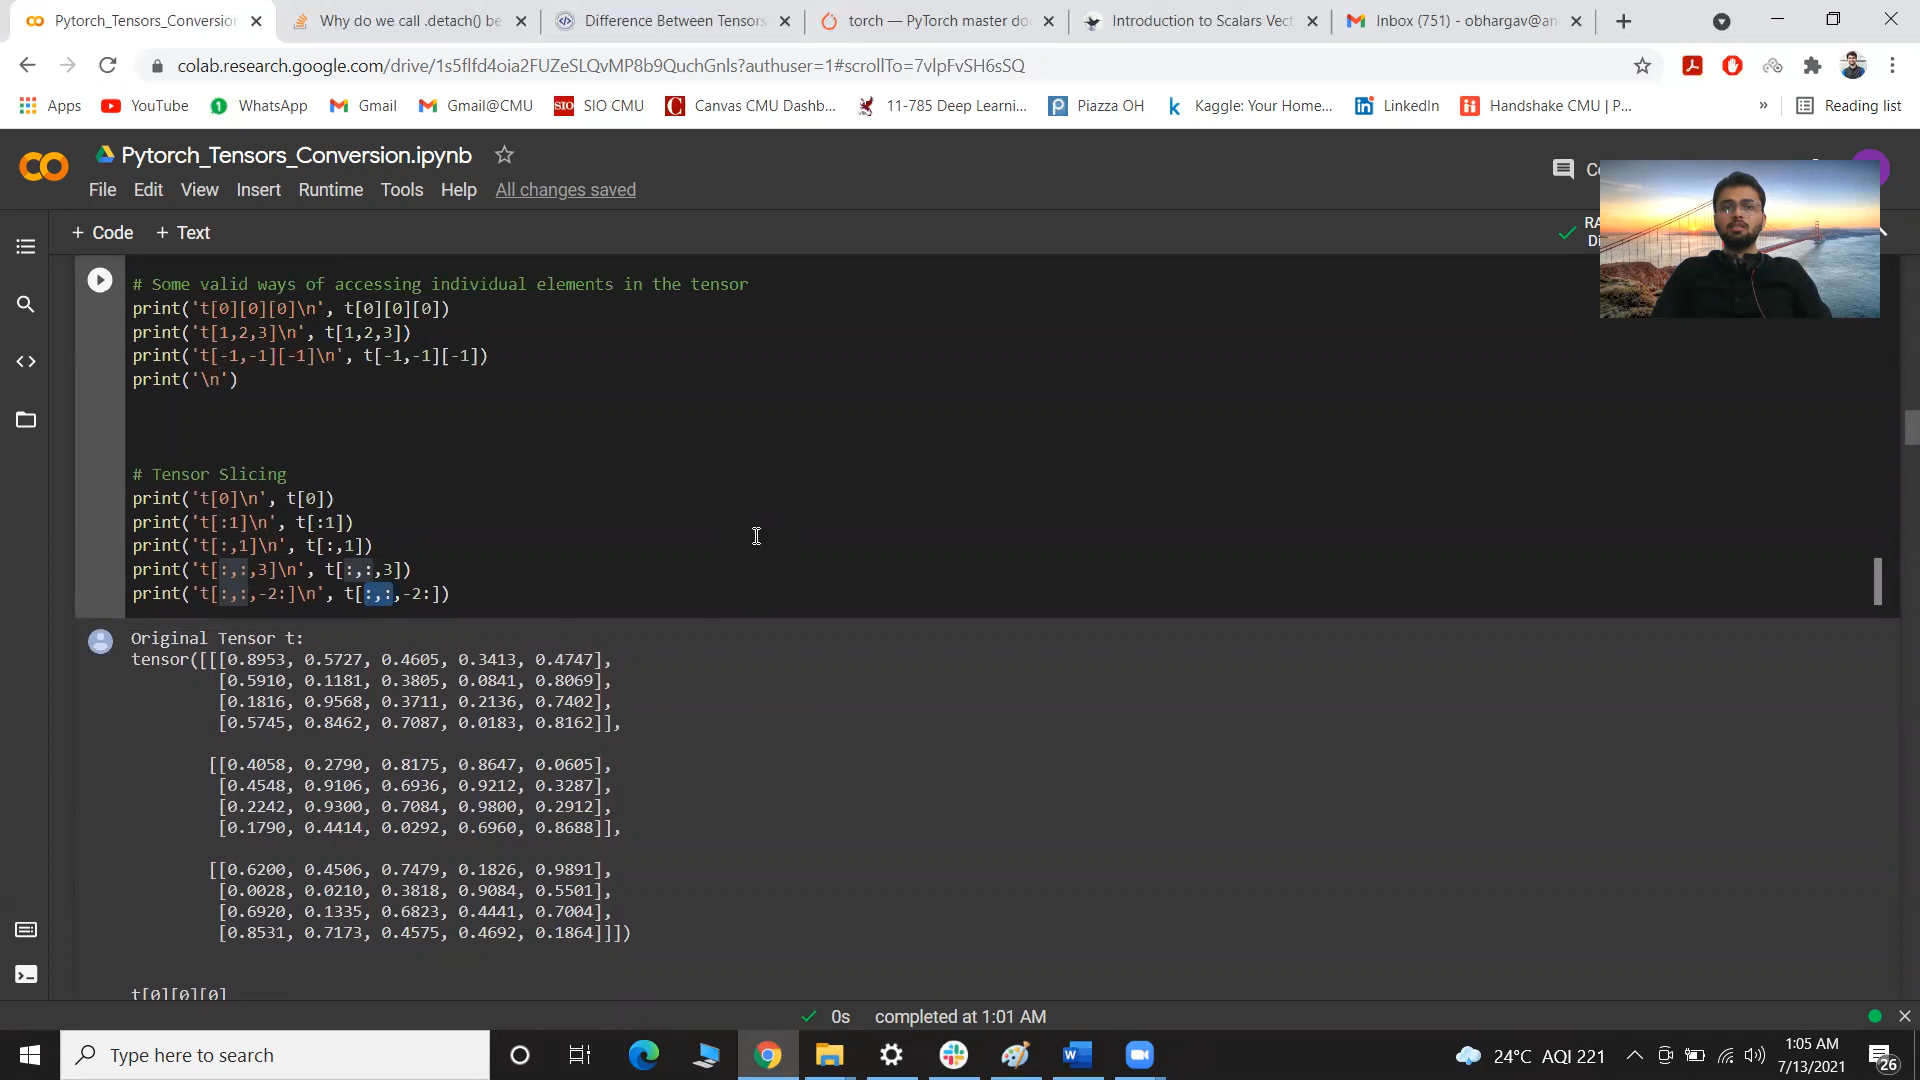 Pytorch_Tensors_Conversion
Why do we call .detach() be
Difference Between Tensors
torch — PyTorch master do
Introduction to Scalars Vect
Inbox (751) - obhargav@an
colab.research.google.com/drive/1s5flfd4oia2FUZeSLQvMP8b9QuchGnls?authuser=1#scrollTo=7vlpFvSH6sSQ
Apps
YouTube
WhatsApp
Gmail
Gmail@CMU
SIO CMU
Canvas CMU Dashb...
11-785 Deep Learni...
Piazza OH
Kaggle: Your Home...
LinkedIn
Handshake CMU | P...
»
Reading list
Pytorch_Tensors_Conversion.ipynb
File Edit View Insert Runtime Tools Help All changes saved
+ Code + Text
# Some valid ways of accessing individual elements in the tensor
print('t[0][0][0]\n', t[0][0][0])
print('t[1,2,3]\n', t[1,2,3])
print('t[-1,-1][-1]\n', t[-1,-1][-1])
print('\n')
# Tensor Slicing
print('t[0]\n', t[0])
print('t[:1]\n', t[:1])
print('t[:,1]\n', t[:,1])
print('t[:,:,3]\n', t[:,:,3])
print('t[:,:,-2:]\n', t[:,:,-2:])
Original Tensor t:
tensor([[[0.8953, 0.5727, 0.4605, 0.3413, 0.4747],
[0.5910, 0.1181, 0.3805, 0.0841, 0.8069],
[0.1816, 0.9568, 0.3711, 0.2136, 0.7402],
[0.5745, 0.8462, 0.7087, 0.0183, 0.8162]],
[[0.4058, 0.2790, 0.8175, 0.8647, 0.0605],
[0.4548, 0.9106, 0.6936, 0.9212, 0.3287],
[0.2242, 0.9300, 0.7084, 0.9800, 0.2912],
[0.1790, 0.4414, 0.0292, 0.6960, 0.8688]],
[[0.6200, 0.4506, 0.7479, 0.1826, 0.9891],
[0.0028, 0.0210, 0.3818, 0.9084, 0.5501],
[0.6920, 0.1335, 0.6823, 0.4441, 0.7004],
[0.8531, 0.7173, 0.4575, 0.4692, 0.1864]]])
t[0][0][0]
0s completed at 1:01 AM
Type here to search
24°C AQI 221
1:05 AM
7/13/2021
26